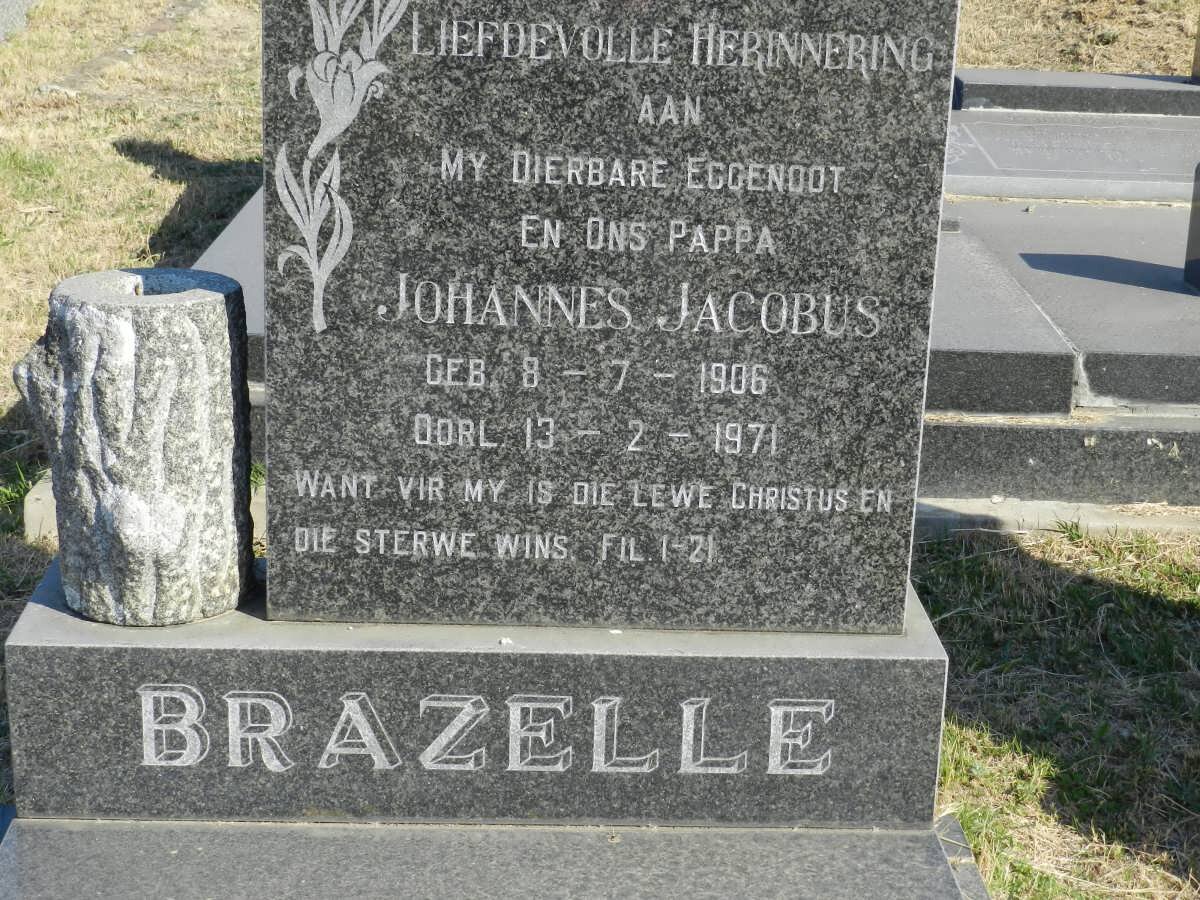 LIEFDEVOLLE HERINNERING
AAN
MY DIERBARE EGGENOOT
EN ONS PAPPA
JOHANNES JACOBUS
GEB. 8 - 7 - 1906
OORL. 13 - 2 - 1971
WANT VIR MY IS DIE LEWE CHRISTUS EN
DIE STERWE WINS. FIL 1-21
BRAZELLE